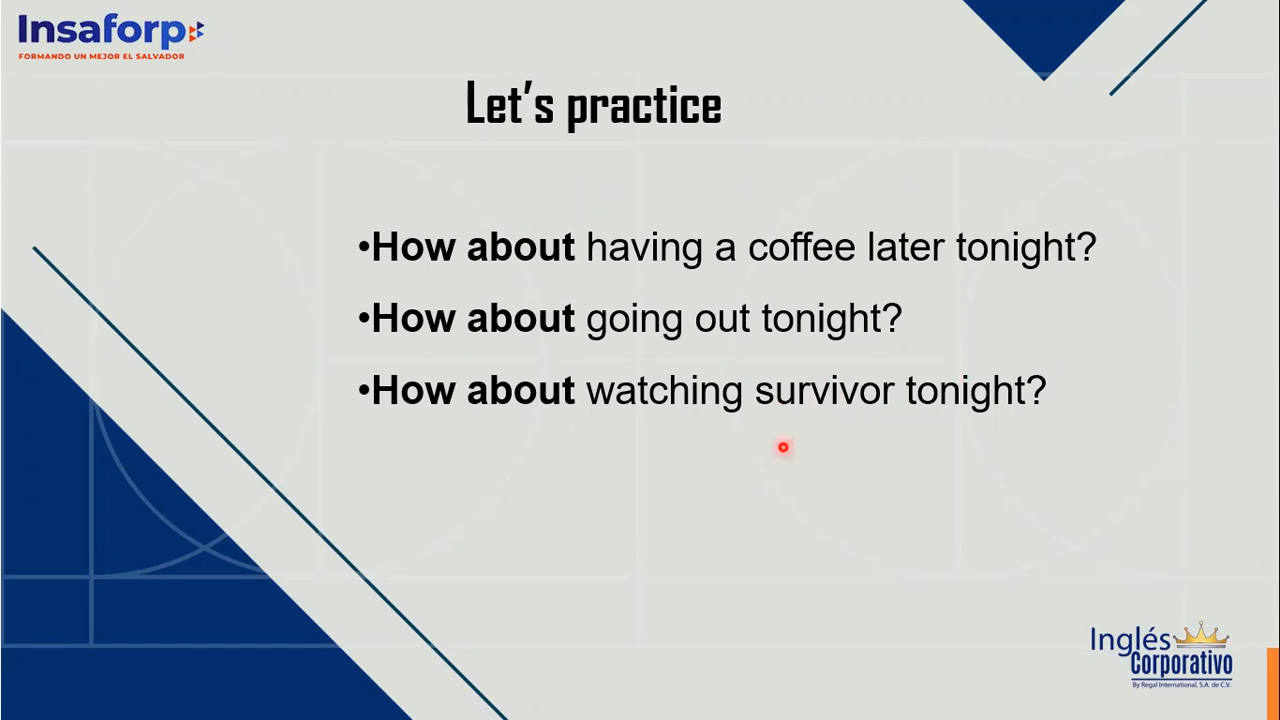 Insaforp
FORMANDO UN MEJOR EL SALVADOR
Let's practice
•How about having a coffee later tonight?
•How about going out tonight?
•How about watching survivor tonight?
Inglés
Corporativo
By Regal International, S.A. de C.V.